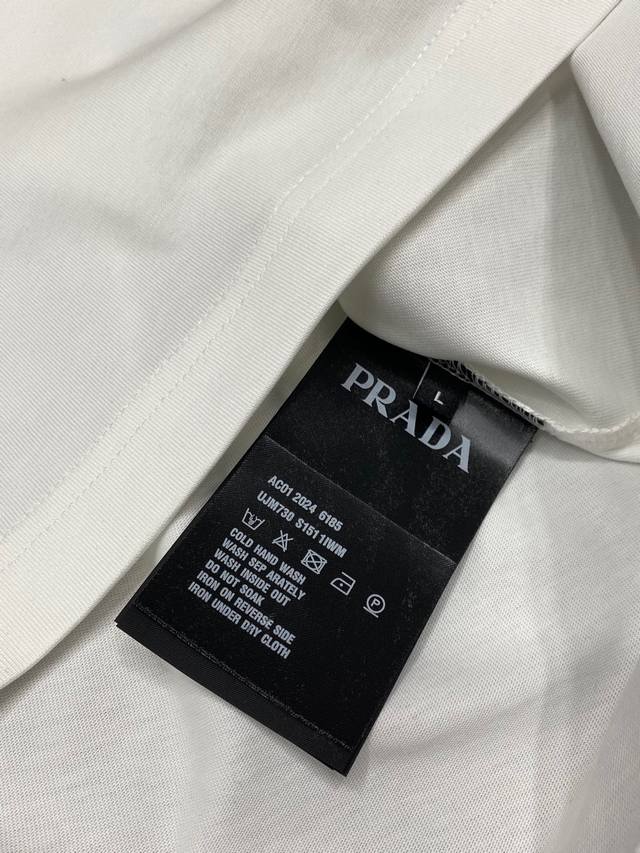 PRADA
L
AC01 2024 6185
UJM730 S151 1IWM
P
COLD HAND WASH
WASH SEP ARATELY
WASH INSIDE OUT
DO NOT SOAK
IRON ON REVERSE SIDE
IRON UNDER DRY CLOTH